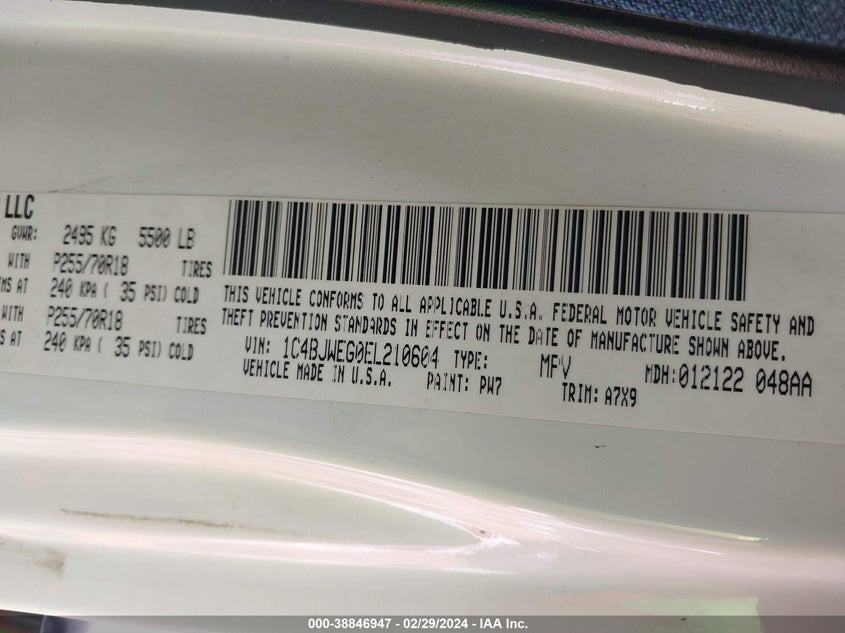 LLC
GVWR: 2495 KG 5500 LB
WITH P255/70R18 TIRES
MS AT 240 KPA ( 35 PSI) COLD
WITH P255/70R18 TIRES
S AT 240 KPA ( 35 PSI) COLD
THIS VEHICLE CONFORMS TO ALL APPLICABLE U.S.A. FEDERAL MOTOR VEHICLE SAFETY AND
THEFT PREVENTION STANDARDS IN EFFECT ON THE DATE OF MANUFACTURE SHOWN ABOVE.
VIN: 1C4BJWEG0EL210604 TYPE: MPV MDH:012122 048AA
VEHICLE MADE IN U.S.A. PAINT: PW7 TRIM: A7X9
000-38846947 - 02/29/2024 - IAA Inc.